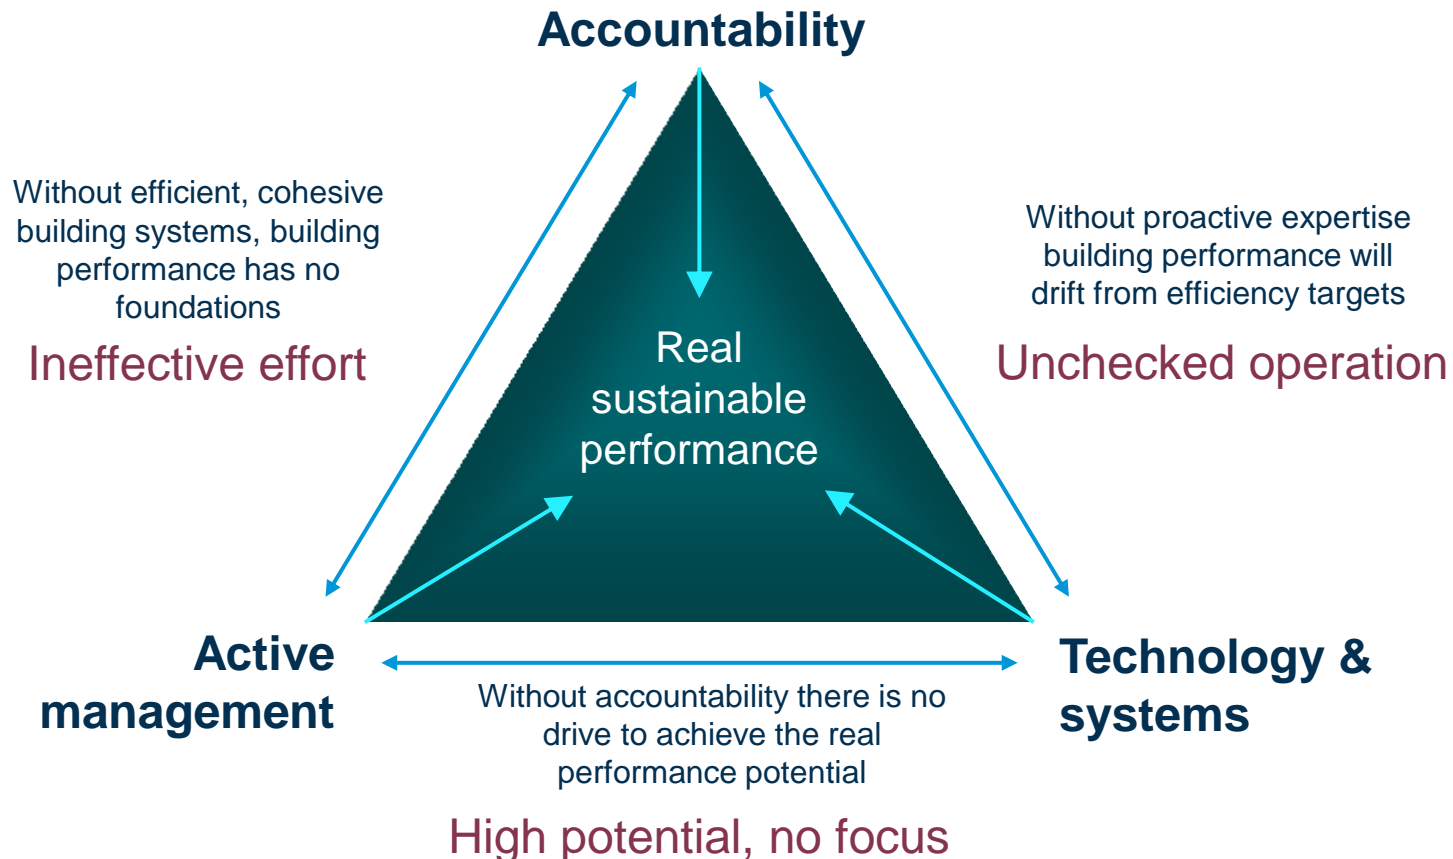 Accountability
Without efficient, cohesive
building systems, building
performance has no
foundations
Ineffective effort
Without proactive expertise
building performance will
drift from efficiency targets
Unchecked operation
Real
sustainable
performance
Active
management
Technology &
systems
Without accountability there is no
drive to achieve the real
performance potential
High potential, no focus